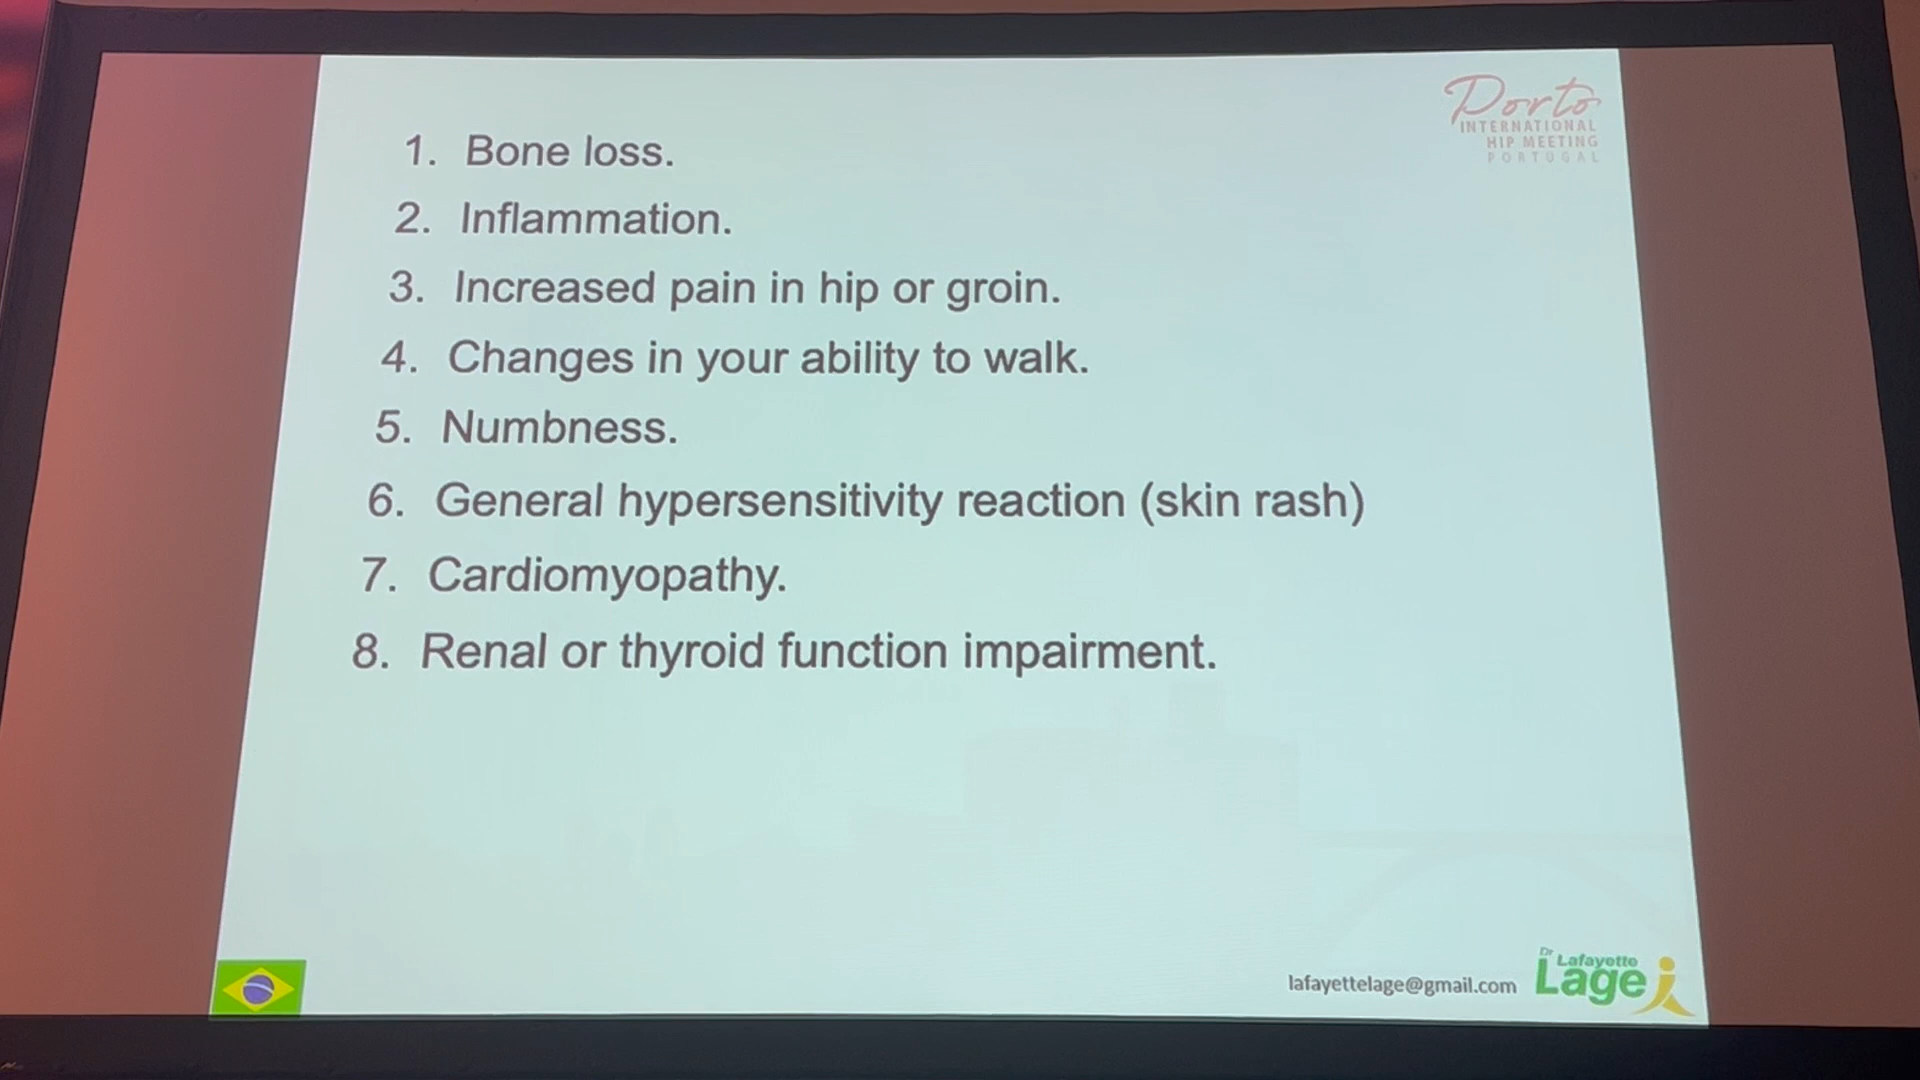 Porto
INTERNATIONAL
HIP MEETING
PORTUGAL
1. Bone loss.
2. Inflammation.
3. Increased pain in hip or groin.
4. Changes in your ability to walk.
5. Numbness.
6. General hypersensitivity reaction (skin rash)
7. Cardiomyopathy.
8. Renal or thyroid function impairment.
lafayettelage@gmail.com
Dr Lafayette
Lage